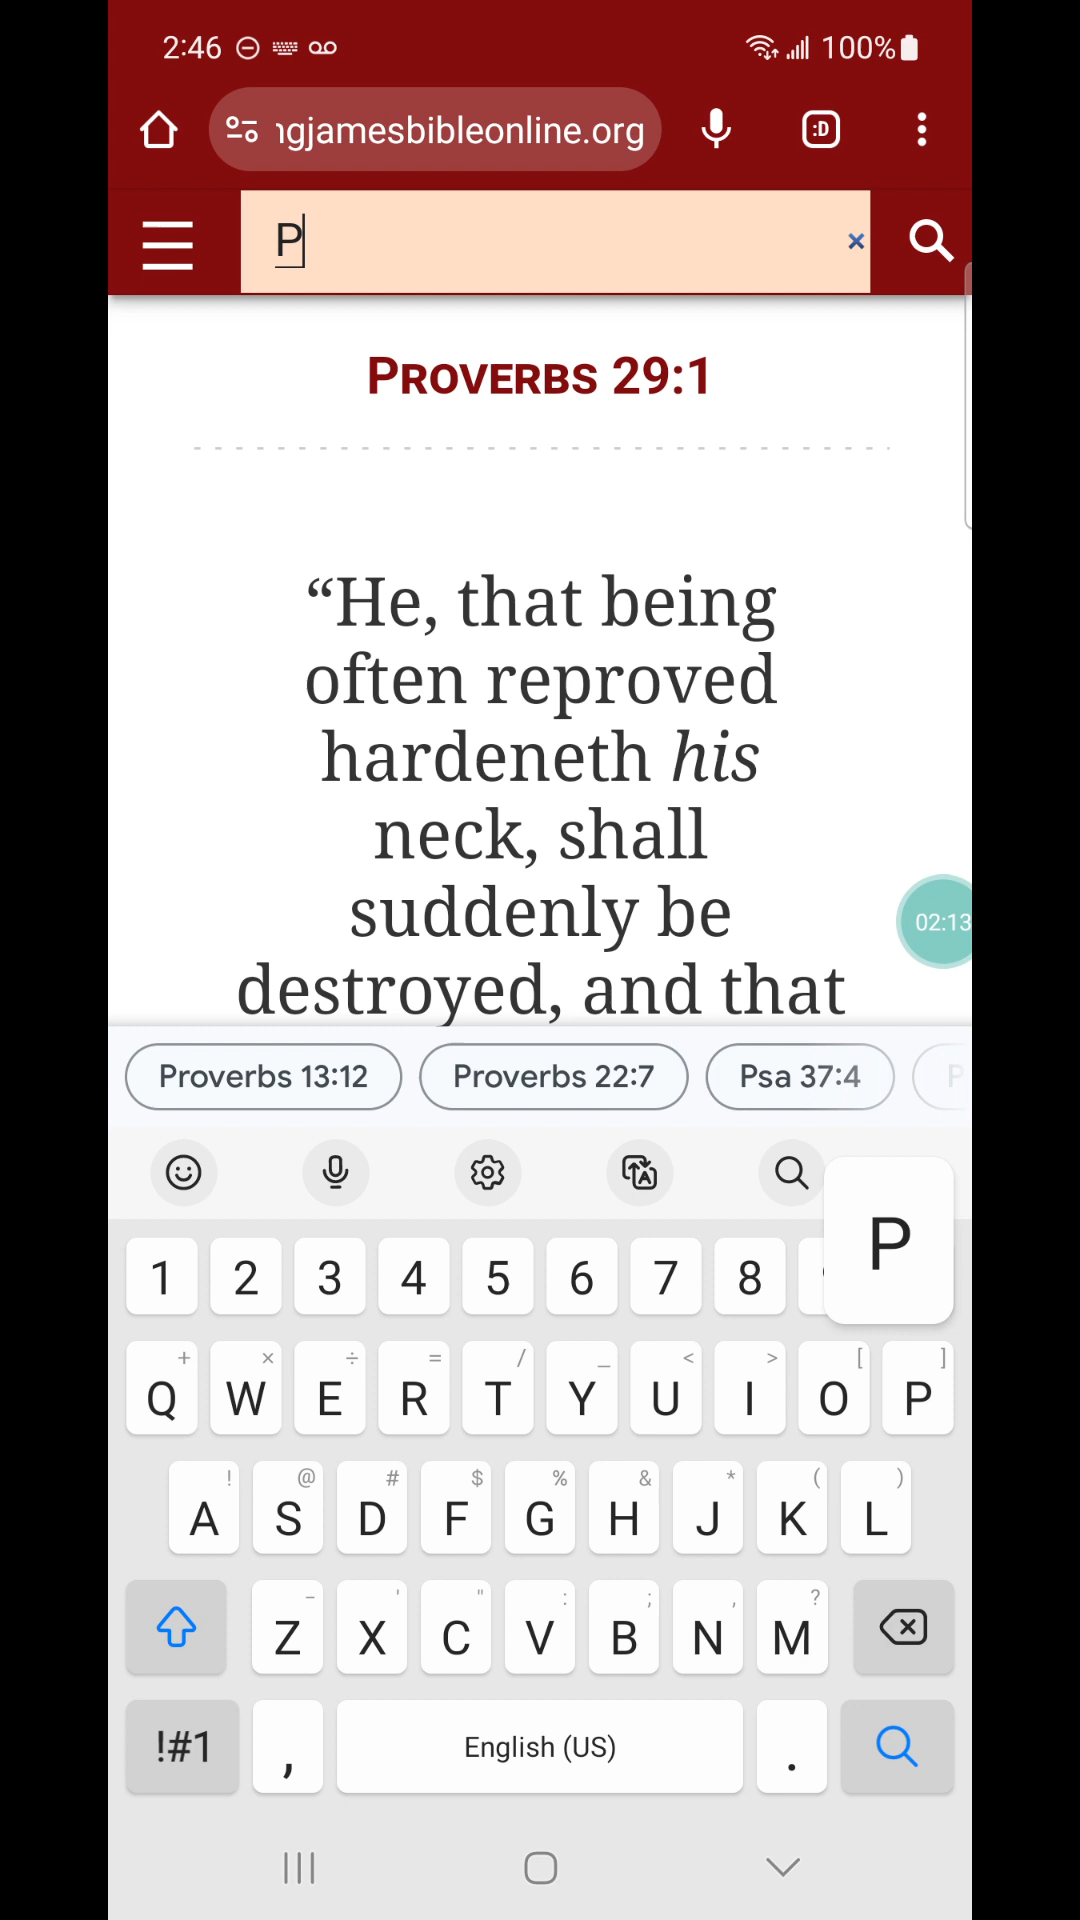 2:46 100%
ngjamesbibleonline.org :D
P
PROVERBS 29:1
“He, that being
often reproved
hardeneth his
neck, shall
suddenly be
destroyed, and that
02:13
Proverbs 13:12 Proverbs 22:7 Psa 37:4 P
P
1 2 3 4 5 6 7 8
+ × ÷ = / _ < > [ ]
Q W E R T Y U I O P
! @ # $ % & * ( )
A S D F G H J K L
- ' " : ; , ?
Z X C V B N M
!#1 , English (US) .